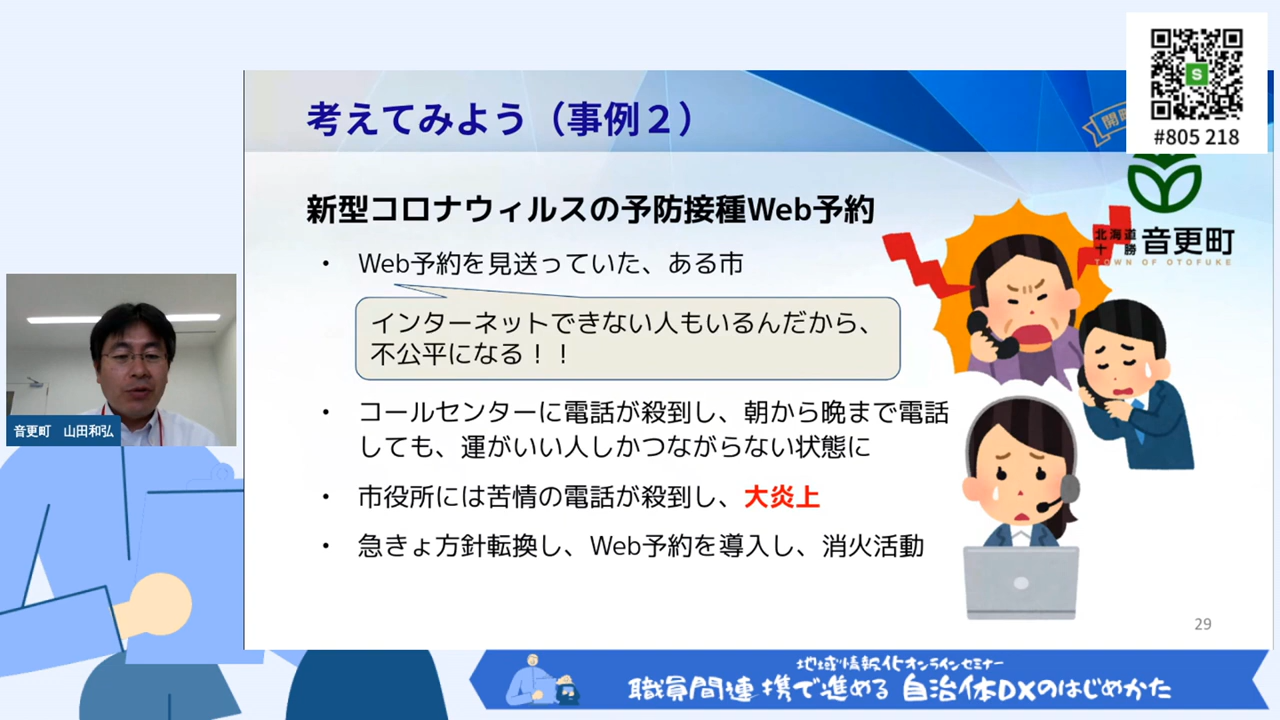 #805 218
開町
考えてみよう（事例２）
北海道
十勝
音更町
TOWN OF OTOFUKE
新型コロナウィルスの予防接種Web予約
・ Web予約を見送っていた、ある市
インターネットできない人もいるんだから、
不公平になる！！
・ コールセンターに電話が殺到し、朝から晩まで電話
しても、運がいい人しかつながらない状態に
・ 市役所には苦情の電話が殺到し、大炎上
・ 急きょ方針転換し、Web予約を導入し、消火活動
29
音更町 山田和弘
地域情報化オンラインセミナー
職員間連携で進める 自治体DXのはじめかた